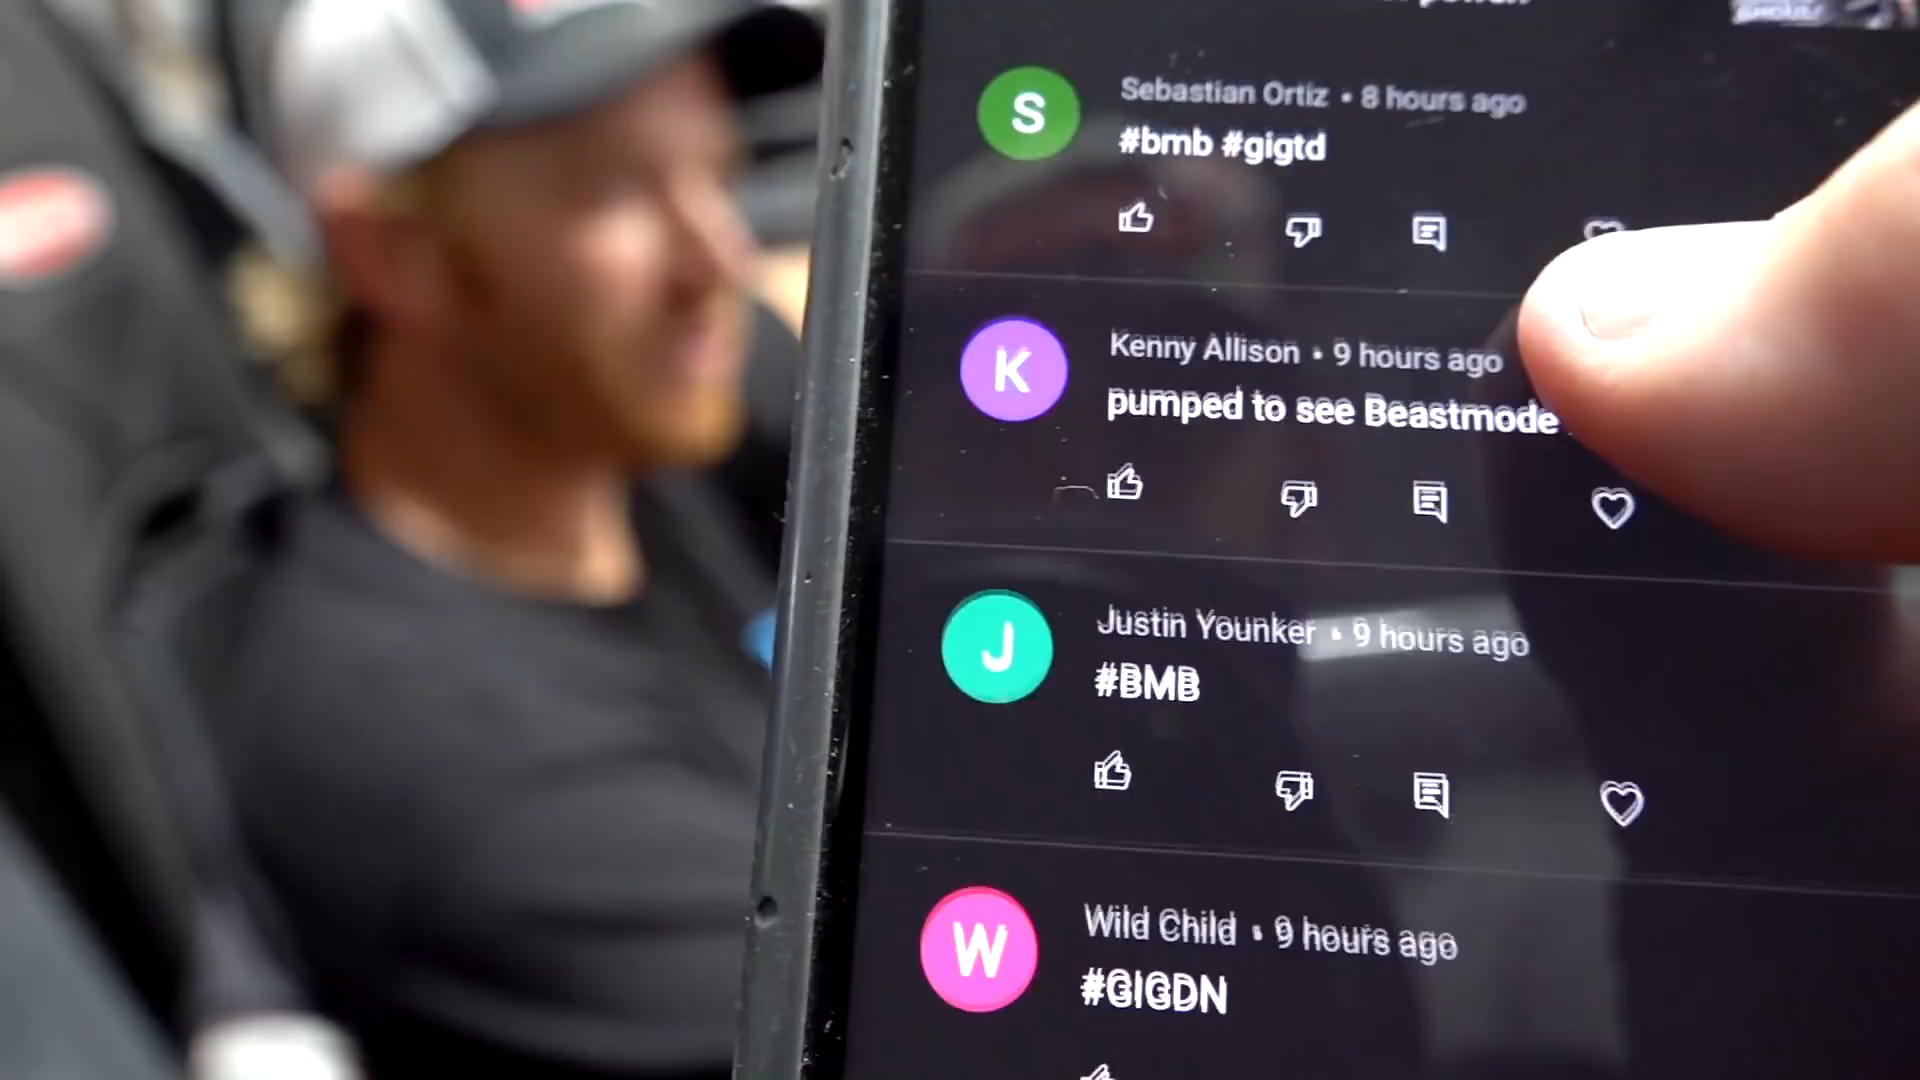 S
Sebastian Ortiz • 8 hours ago
#bmb #gigtd
K
Kenny Allison • 9 hours ago
pumped to see Beastmode
J
Justin Younker • 9 hours ago
#BMB
W
Wild Child • 9 hours ago
#GIGDN